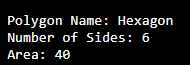 Polygon Name: Hexagon
Number of Sides: 6
Area: 40